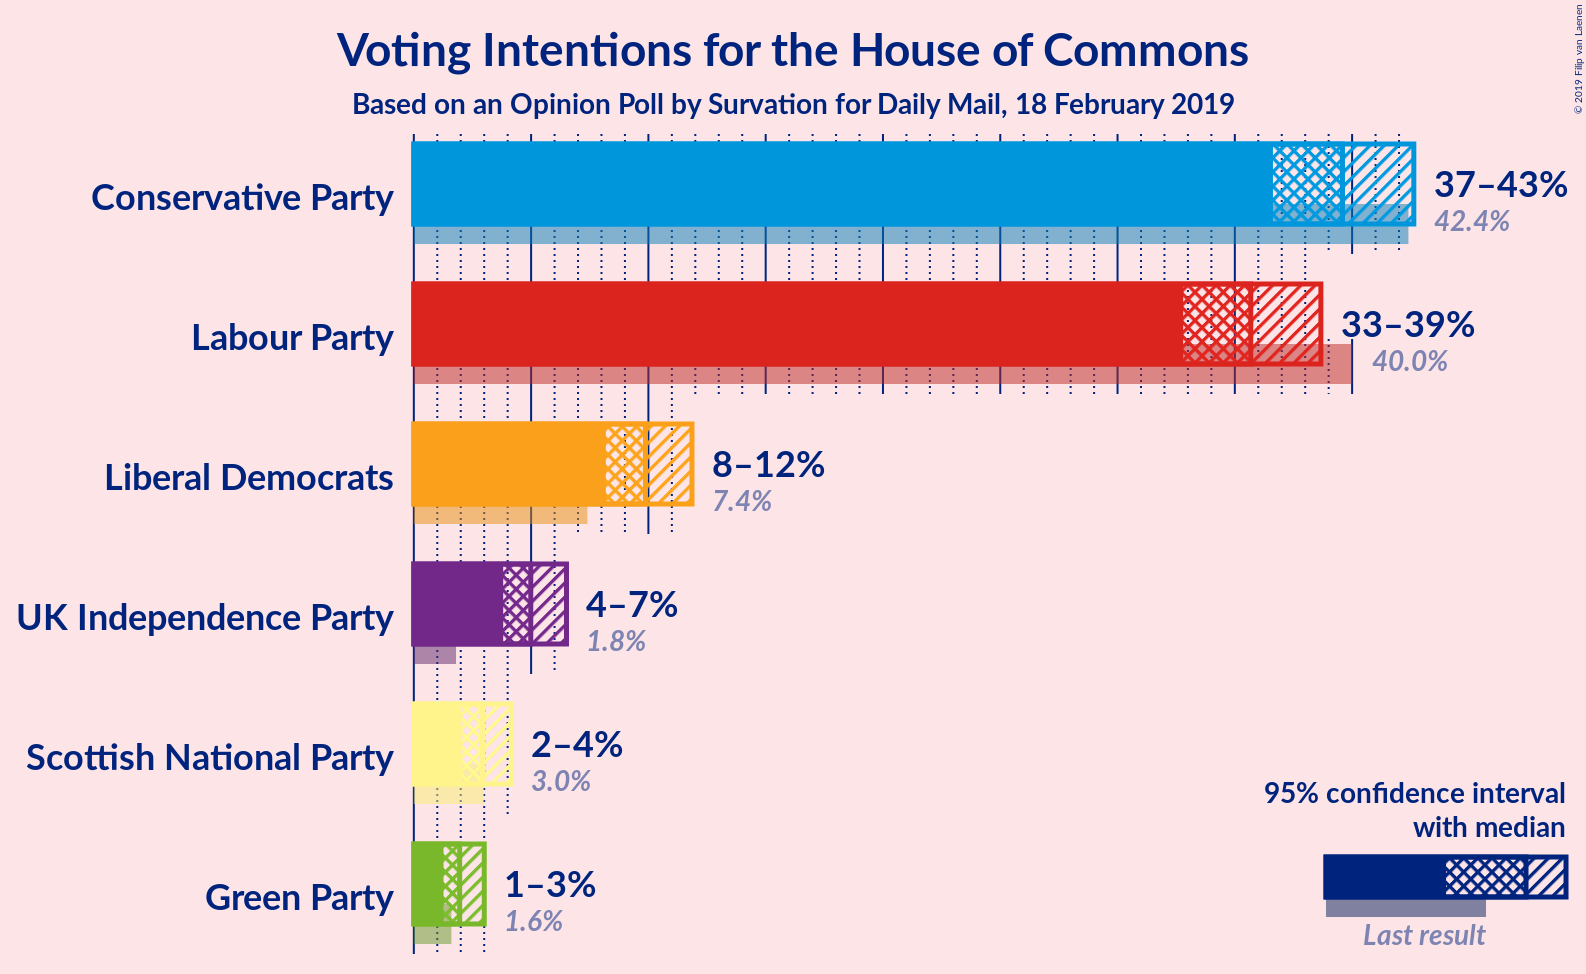 Voting Intentions for the House of Commons
Based on an Opinion Poll by Survation for Daily Mail, 18 February 2019
© 2019 Filip van Laenen
Conservative Party
37–43%
42.4%
Labour Party
33–39%
40.0%
Liberal Democrats
8–12%
7.4%
UK Independence Party
4–7%
1.8%
Scottish National Party
2–4%
3.0%
Green Party
1–3%
1.6%
95% confidence interval
with median
Last result